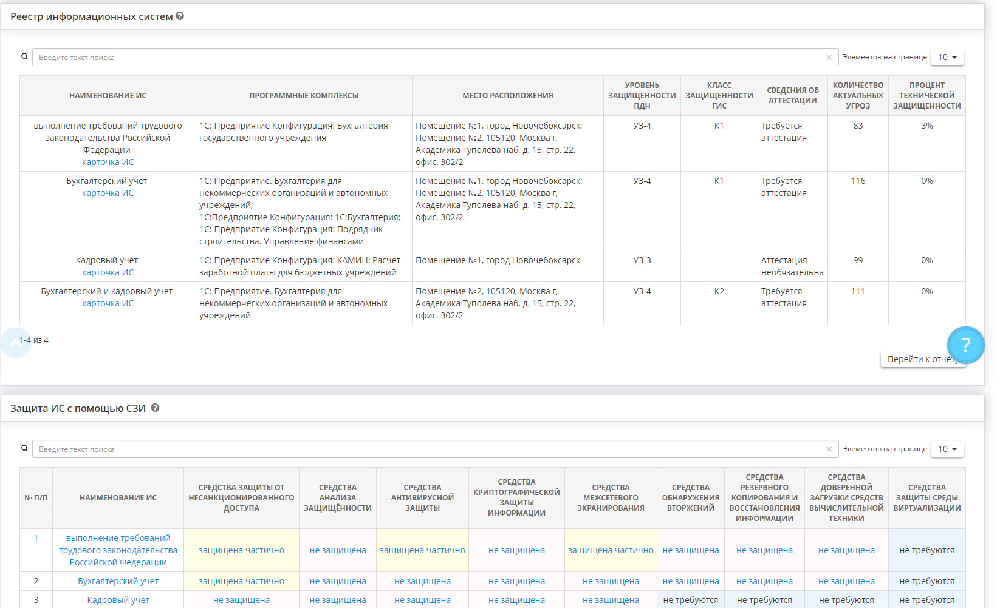 Реестр информационных систем ?
Введите текст поиска × Элементов на странице 10
НАИМЕНОВАНИЕ ИС
ПРОГРАММНЫЕ КОМПЛЕКСЫ
МЕСТО РАСПОЛОЖЕНИЯ
УРОВЕНЬ
ЗАЩИЩЕННОСТИ
ПДН
КЛАСС
ЗАЩИЩЕННОСТИ
ГИС
СВЕДЕНИЯ ОБ
АТТЕСТАЦИИ
КОЛИЧЕСТВО
АКТУАЛЬНЫХ
УГРОЗ
ПРОЦЕНТ
ТЕХНИЧЕСКОЙ
ЗАЩИЩЕННОСТИ
выполнение требований трудового
законодательства Российской
Федерации
карточка ИС
1С: Предприятие Конфигурация: Бухгалтерия
государственного учреждения
Помещение №1, город Новочебоксарск;
Помещение №2, 105120, Москва г,
Академика Туполева наб, д. 15, стр. 22,
офис. 302/2
УЗ-4
К1
Требуется
аттестация
83
3%
Бухгалтерский учет
карточка ИС
1С: Предприятие. Бухгалтерия для
некоммерческих организаций и автономных
учреждений;
1С:Предприятие Конфигурация: 1С:Бухгалтерия;
1С: Предприятие Конфигурация: Подрядчик
строительства. Управление финансами
Помещение №1, город Новочебоксарск;
Помещение №2, 105120, Москва г,
Академика Туполева наб, д. 15, стр. 22,
офис. 302/2
УЗ-4
К1
Требуется
аттестация
116
0%
Кадровый учет
карточка ИС
1С: Предприятие Конфигурация: КАМИН: Расчет
заработной платы для бюджетных учреждений
Помещение №1, город Новочебоксарск
УЗ-3
—
Аттестация
необязательна
99
0%
Бухгалтерский и кадровый учет
карточка ИС
1С: Предприятие. Бухгалтерия для
некоммерческих организаций и автономных
учреждений
Помещение №2, 105120, Москва г,
Академика Туполева наб, д. 15, стр. 22,
офис. 302/2
УЗ-4
К2
Требуется
аттестация
111
0%
1-4 из 4
?
Перейти к отчёту
Защита ИС с помощью СЗИ ?
Введите текст поиска × Элементов на странице 10
№ П/П
НАИМЕНОВАНИЕ ИС
СРЕДСТВА ЗАЩИТЫ ОТ
НЕСАНКЦИОНИРОВАННОГО
ДОСТУПА
СРЕДСТВА
АНАЛИЗА
ЗАЩИЩЁННОСТИ
СРЕДСТВА
АНТИВИРУСНОЙ
ЗАЩИТЫ
СРЕДСТВА
КРИПТОГРАФИЧЕСКОЙ
ЗАЩИТЫ
ИНФОРМАЦИИ
СРЕДСТВА
МЕЖСЕТЕВОГО
ЭКРАНИРОВАНИЯ
СРЕДСТВА
ОБНАРУЖЕНИЯ
ВТОРЖЕНИЙ
СРЕДСТВА
РЕЗЕРВНОГО
КОПИРОВАНИЯ И
ВОССТАНОВЛЕНИЯ
ИНФОРМАЦИИ
СРЕДСТВА
ДОВЕРЕННОЙ
ЗАГРУЗКИ СРЕДСТВ
ВЫЧИСЛИТЕЛЬНОЙ
ТЕХНИКИ
СРЕДСТВА
ЗАЩИТЫ СРЕДЫ
ВИРТУАЛИЗАЦИИ
1
выполнение требований
трудового законодательства
Российской Федерации
защищена частично
не защищена
защищена частично
не защищена
защищена частично
не защищена
не защищена
не защищена
не требуются
2
Бухгалтерский учет
защищена частично
не защищена
не защищена
не защищена
не защищена
не защищена
не защищена
не защищена
не требуются
3
Кадровый учет
не защищена
не защищена
не защищена
не защищена
не защищена
не требуются
не требуются
не требуются
не требуются